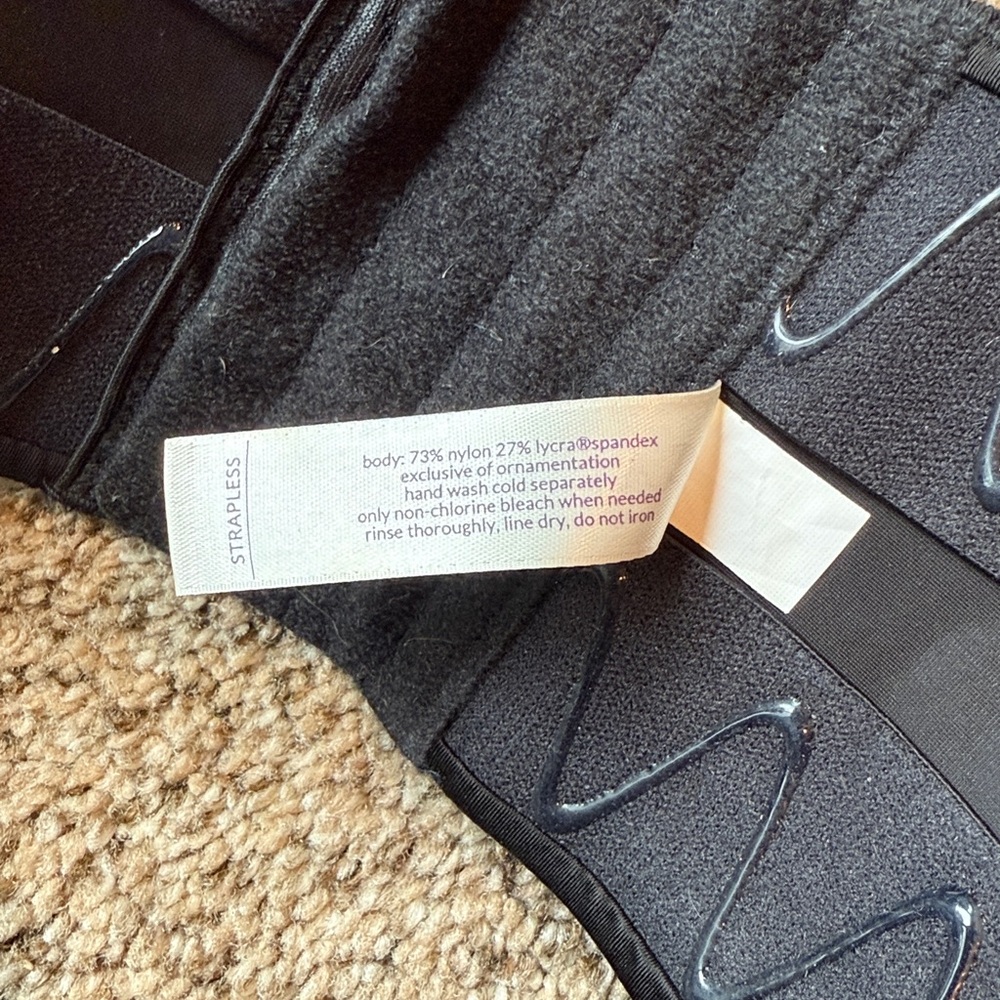 STRAPLESS
body: 73% nylon 27% lycra®spandex
exclusive of ornamentation
hand wash cold separately
only non-chlorine bleach when needed
rinse thoroughly, line dry, do not iron